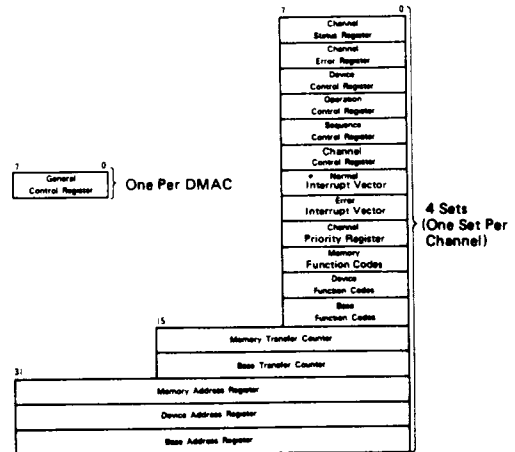 7 0
Channel
Status Register
Channel
Error Register
Device
Control Register
Operation
Control Register
Sequence
Control Register
Channel
Control Register
Normal
Interrupt Vector
Error
Interrupt Vector
Channel
Priority Register
Memory
Function Codes
Device
Function Codes
Base
Function Codes
7 0
General
Control Register
One Per DMAC
4 Sets
(One Set Per
Channel)
15
Memory Transfer Counter
Base Transfer Counter
31
Memory Address Register
Device Address Register
Base Address Register